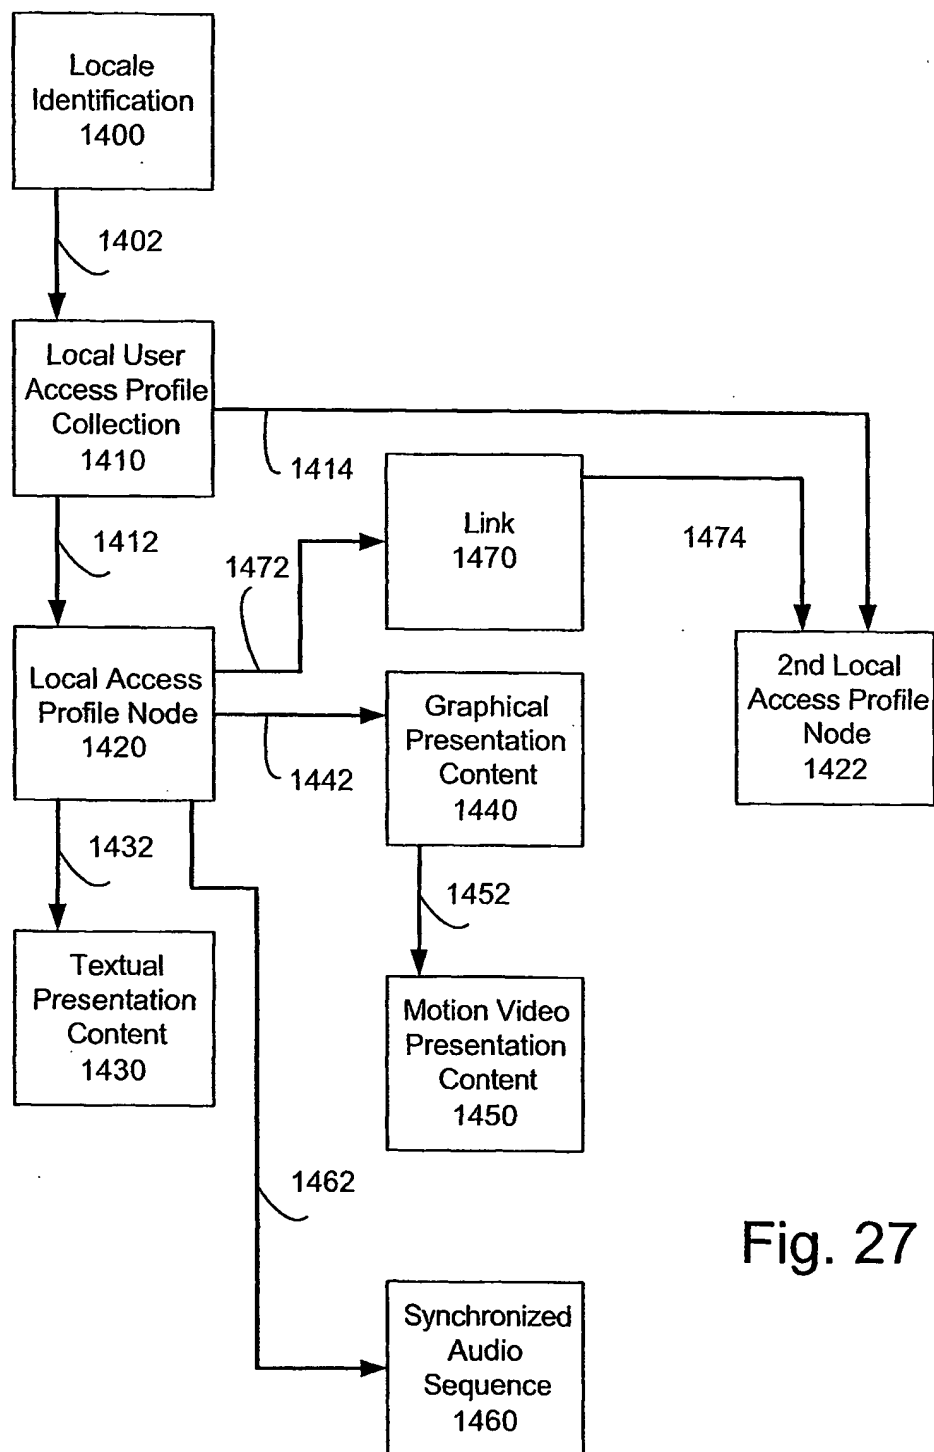 Locale
Identification
1400
1402
Local User
Access Profile
Collection
1410
1414
1412
1472
Link
1470
1474
Local Access
Profile Node
1420
1442
Graphical
Presentation
Content
1440
2nd Local
Access Profile
Node
1422
1432
1452
Textual
Presentation
Content
1430
Motion Video
Presentation
Content
1450
1462
Fig. 27
Synchronized
Audio
Sequence
1460